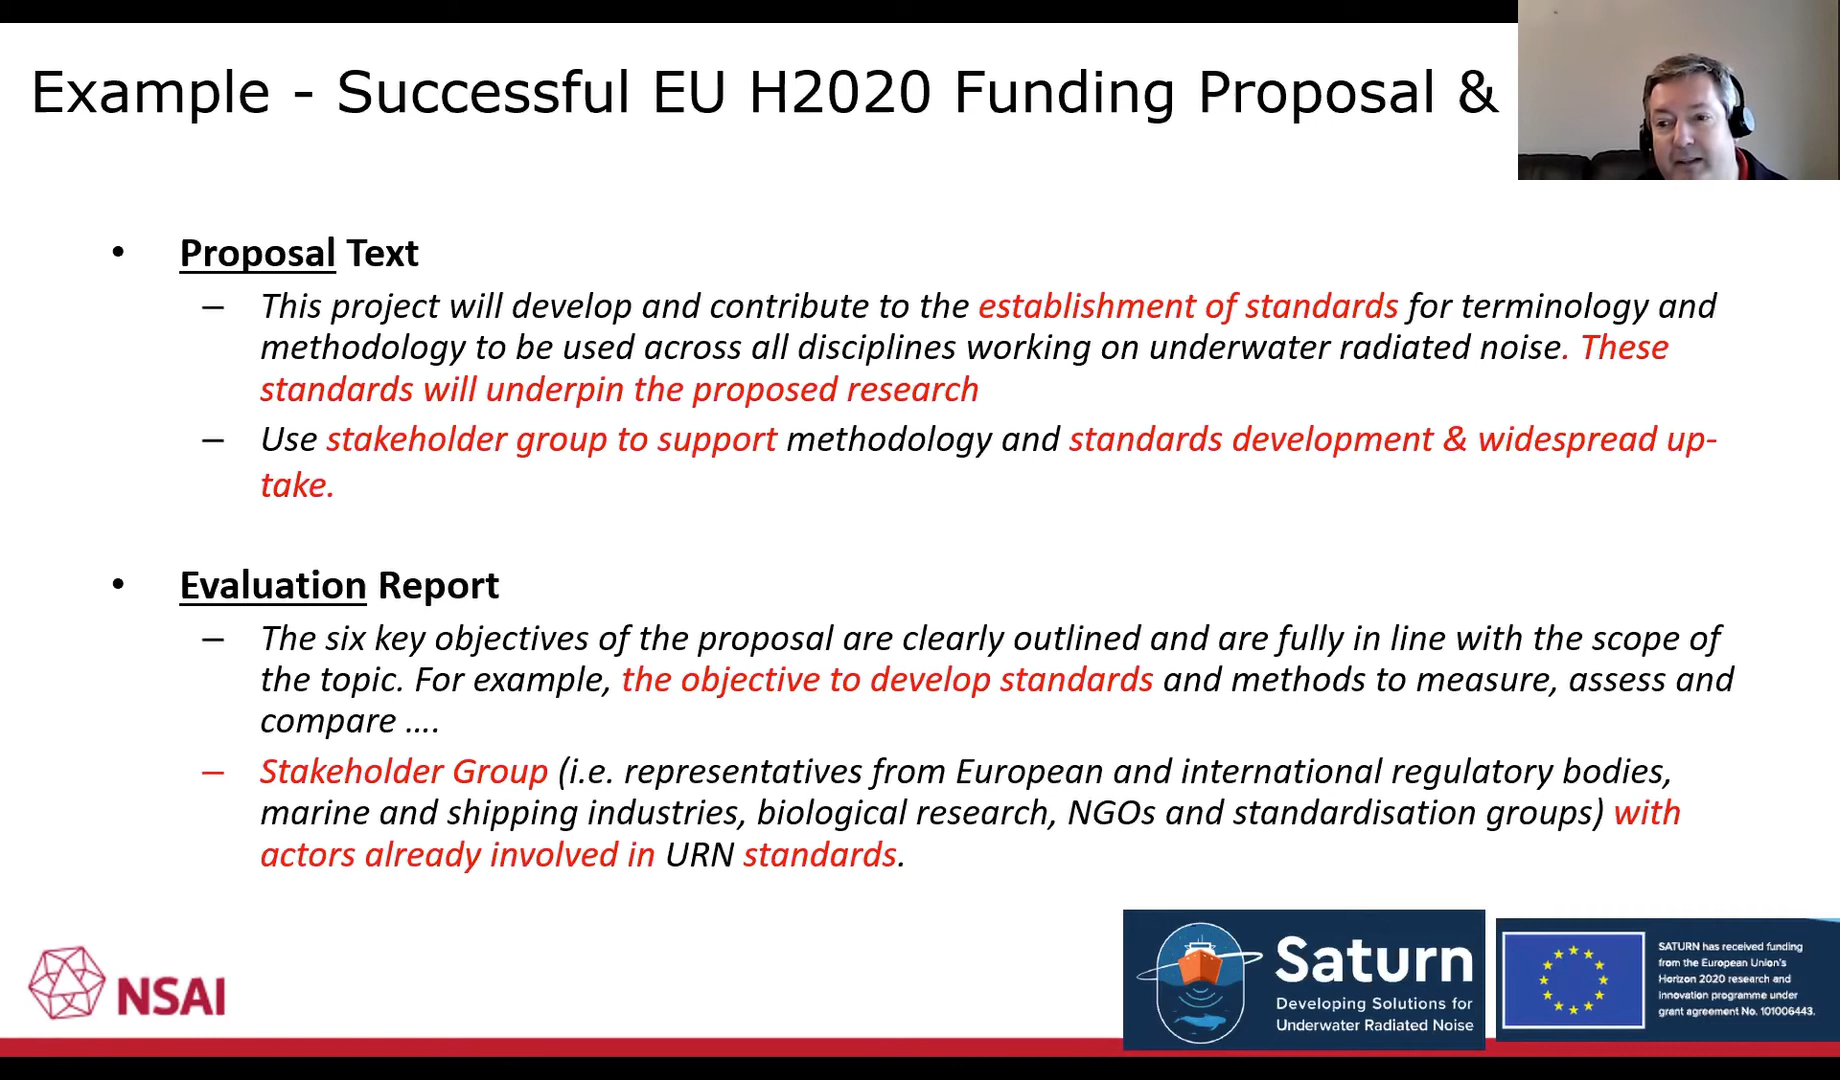 Example - Successful EU H2020 Funding Proposal &
• Proposal Text
– This project will develop and contribute to the establishment of standards for terminology and
methodology to be used across all disciplines working on underwater radiated noise. These
standards will underpin the proposed research
– Use stakeholder group to support methodology and standards development & widespread up-
take.
• Evaluation Report
– The six key objectives of the proposal are clearly outlined and are fully in line with the scope of
the topic. For example, the objective to develop standards and methods to measure, assess and
compare ....
– Stakeholder Group (i.e. representatives from European and international regulatory bodies,
marine and shipping industries, biological research, NGOs and standardisation groups) with
actors already involved in URN standards.
NSAI
Saturn
Developing Solutions for
Underwater Radiated Noise
SATURN has received funding
from the European Union's
Horizon 2020 research and
innovation programme under
grant agreement No. 101006443.